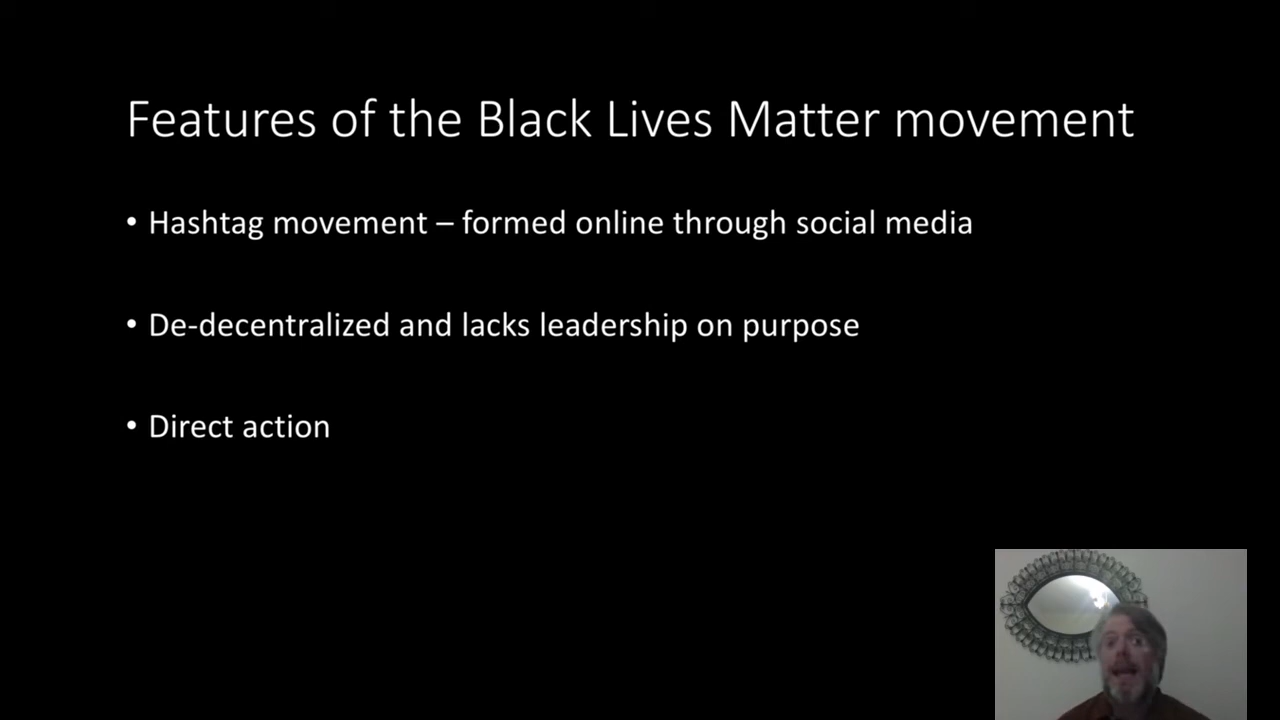 Features of the Black Lives Matter movement
• Hashtag movement – formed online through social media
• De-decentralized and lacks leadership on purpose
• Direct action